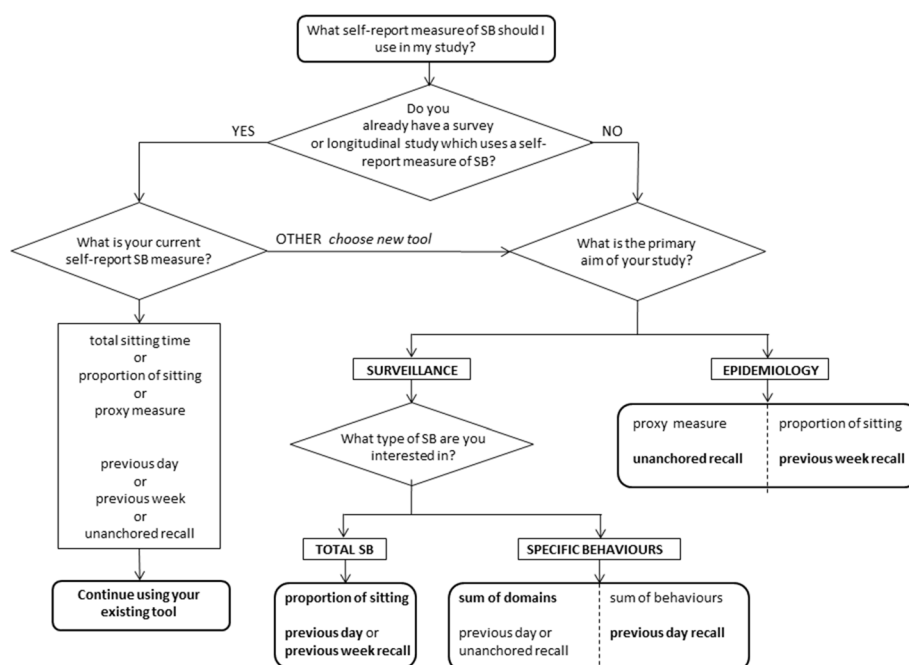 What self-report measure of SB should I
use in my study?
Do you
already have a survey
or longitudinal study which uses a self-
report measure of SB?
YES
NO
What is your current
self-report SB measure?
OTHER choose new tool
What is the primary
aim of your study?
total sitting time
or
proportion of sitting
or
proxy measure
previous day
or
previous week
or
unanchored recall
Continue using your
existing tool
SURVEILLANCE
EPIDEMIOLOGY
What type of SB are you
interested in?
proxy measure
unanchored recall
proportion of sitting
previous week recall
TOTAL SB
SPECIFIC BEHAVIOURS
proportion of sitting
previous day or
previous week recall
sum of domains
previous day or
unanchored recall
sum of behaviours
previous day recall